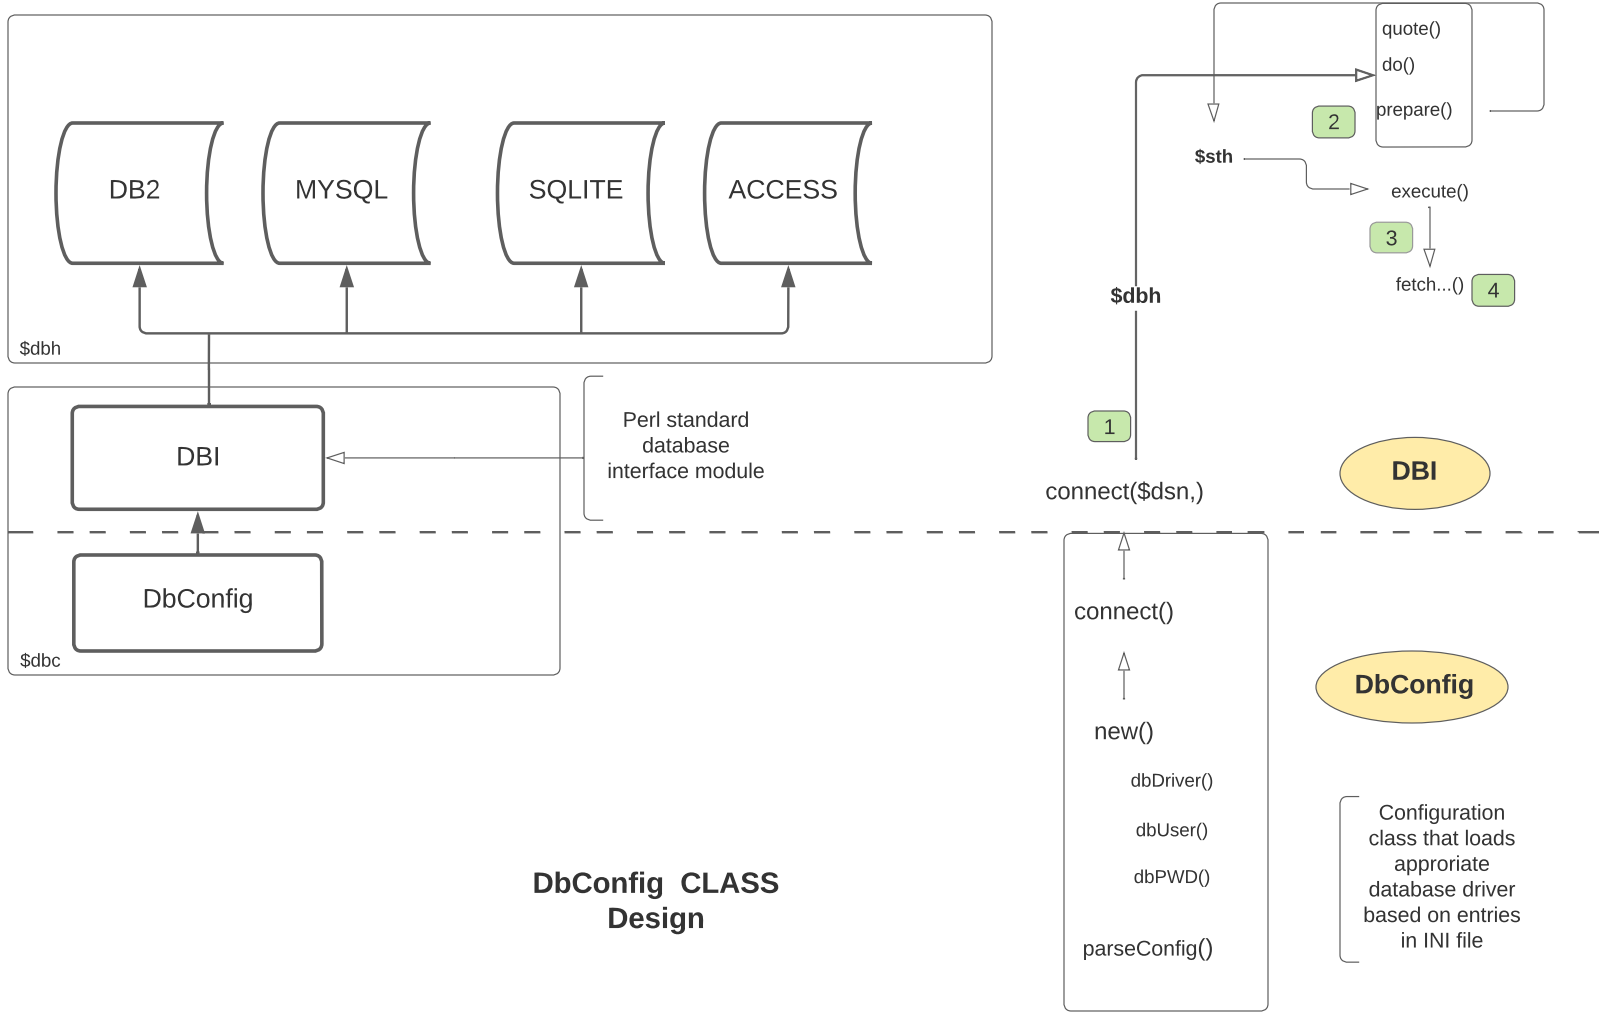 DB2
MYSQL
SQLITE
ACCESS
$dbh
DBI
Perl standard
database
interface module
DbConfig
$dbc
DbConfig CLASS
Design
quote()
do()
prepare()
2
$sth
execute()
3
fetch...()
4
$dbh
1
connect($dsn,)
DBI
connect()
new()
dbDriver()
dbUser()
dbPWD()
parseConfig()
DbConfig
Configuration
class that loads
approriate
database driver
based on entries
in INI file